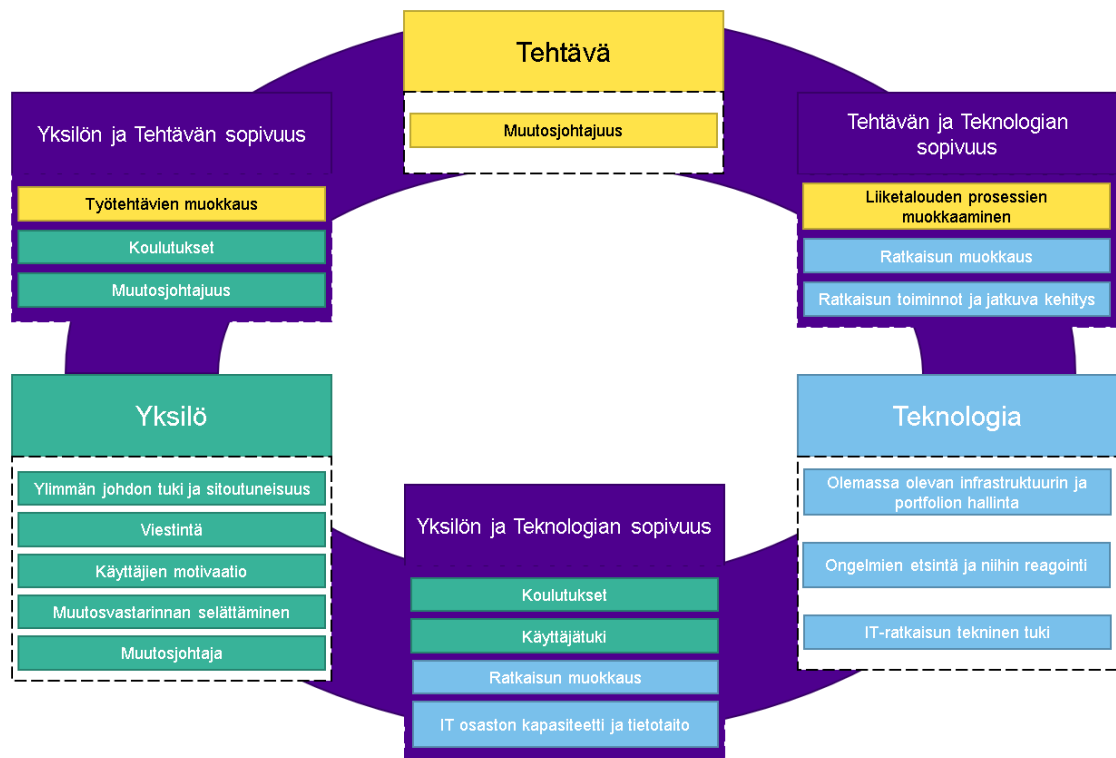 Tehtävä
Muutosjohtajuus
Yksilön ja Tehtävän sopivuus
Työtehtävien muokkaus
Koulutukset
Muutosjohtajuus
Tehtävän ja Teknologian
sopivuus
Liiketalouden prosessien
muokkaaminen
Ratkaisun muokkaus
Ratkaisun toiminnot ja jatkuva kehitys
Yksilö
Ylimmän johdon tuki ja sitoutuneisuus
Viestintä
Käyttäjien motivaatio
Muutosvastarinnan selättäminen
Muutosjohtaja
Yksilön ja Teknologian sopivuus
Koulutukset
Käyttäjätuki
Ratkaisun muokkaus
IT osaston kapasiteetti ja tietotaito
Teknologia
Olemassa olevan infrastruktuurin ja
portfolion hallinta
Ongelmien etsintä ja niihin reagointi
IT-ratkaisun tekninen tuki